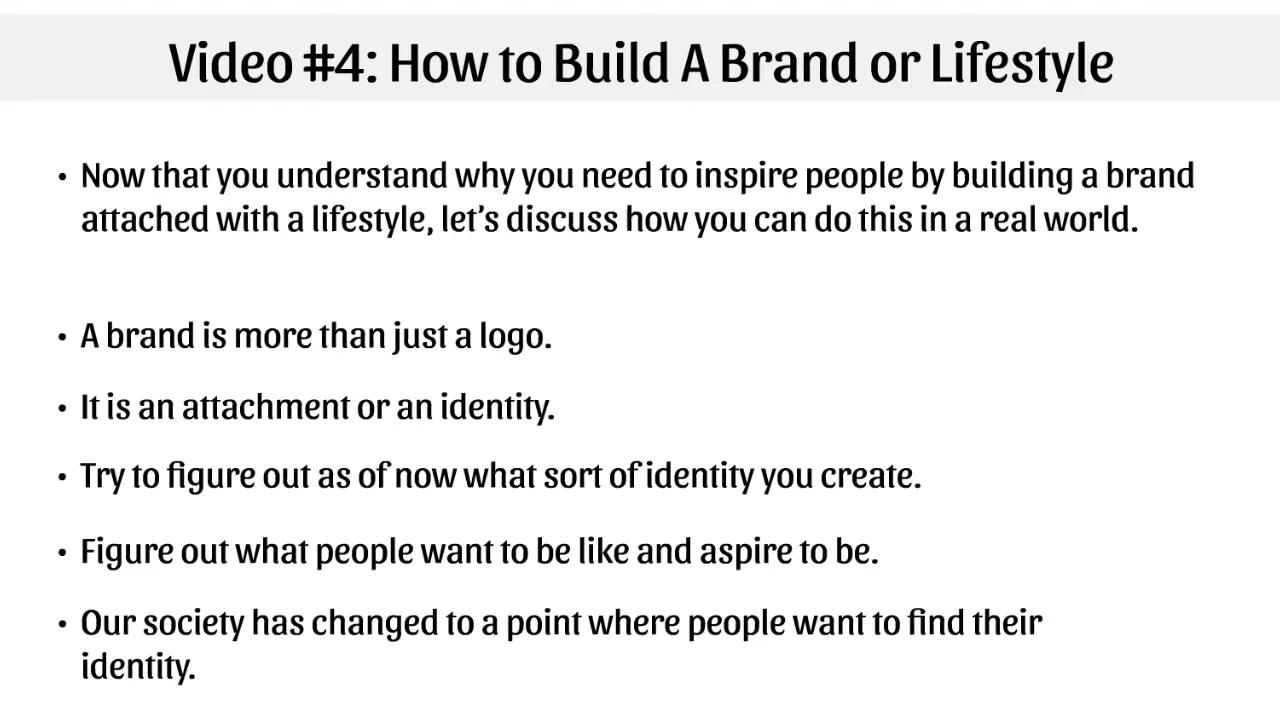 Video #4: How to Build A Brand or Lifestyle
• Now that you understand why you need to inspire people by building a brand
attached with a lifestyle, let’s discuss how you can do this in a real world.
• A brand is more than just a logo.
• It is an attachment or an identity.
• Try to figure out as of now what sort of identity you create.
• Figure out what people want to be like and aspire to be.
• Our society has changed to a point where people want to find their
identity.